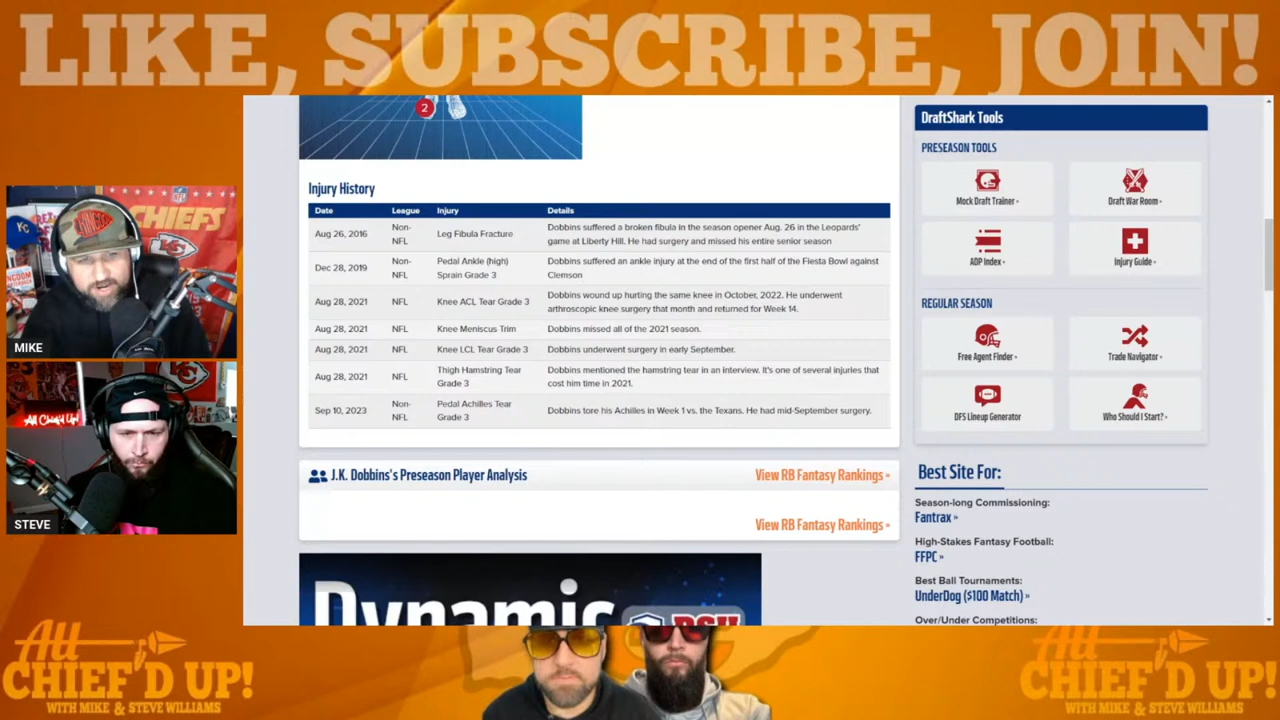 LIKE, SUBSCRIBE, JOIN!
2
DraftShark Tools
PRESEASON TOOLS
Mock Draft Trainer »
Draft War Room »
ADP Index »
Injury Guide »
REGULAR SEASON
Free Agent Finder »
Trade Navigator »
DFS Lineup Generator
Who Should I Start? »
Best Site For:
Season-long Commissioning:
Fantrax »
High-Stakes Fantasy Football:
FFPC »
Best Ball Tournaments:
UnderDog ($100 Match) »
Over/Under Competitions:
Injury History
Date League Injury Details
Aug 26, 2016 Non-NFL Leg Fibula Fracture Dobbins suffered a broken fibula in the season opener Aug. 26 in the Leopards'
game at Liberty Hill. He had surgery and missed his entire senior season
Dec 28, 2019 Non-NFL Pedal Ankle (high) Sprain Grade 3 Dobbins suffered an ankle injury at the end of the first half of the Fiesta Bowl against
Clemson
Aug 28, 2021 NFL Knee ACL Tear Grade 3 Dobbins wound up hurting the same knee in October, 2022. He underwent
arthroscopic knee surgery that month and returned for Week 14.
Aug 28, 2021 NFL Knee Meniscus Trim Dobbins missed all of the 2021 season.
Aug 28, 2021 NFL Knee LCL Tear Grade 3 Dobbins underwent surgery in early September.
Aug 28, 2021 NFL Thigh Hamstring Tear Grade 3 Dobbins mentioned the hamstring tear in an interview. It's one of several injuries that
cost him time in 2021.
Sep 10, 2023 Non-NFL Pedal Achilles Tear Grade 3 Dobbins tore his Achilles in Week 1 vs. the Texans. He had mid-September surgery.
J.K. Dobbins's Preseason Player Analysis
View RB Fantasy Rankings »
View RB Fantasy Rankings »
Dynamic
CHIEFS
NFL
KC
MIKE
All Chief'd Up!
STEVE
All
CHIEF'D UP!
WITH MIKE & STEVE WILLIAMS
All
CHIEF'D UP!
WITH MIKE & STEVE WILLIAMS